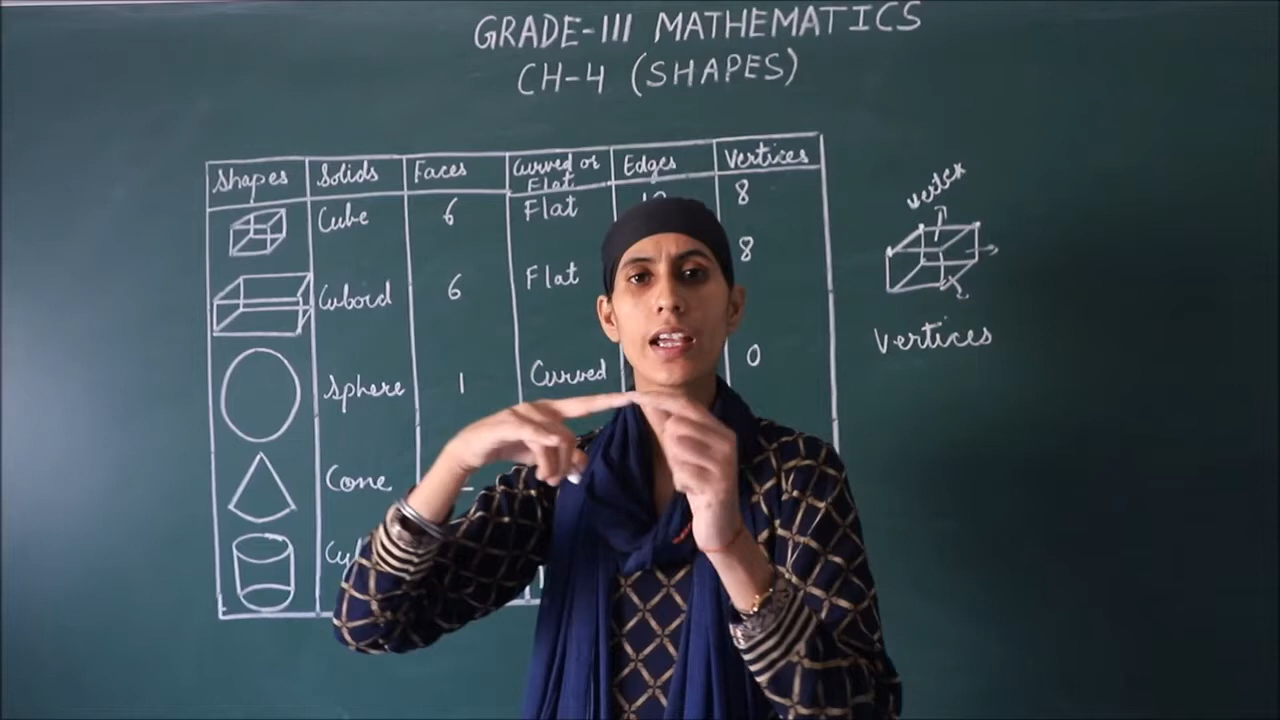 GRADE-III MATHEMATICS
CH-4 (SHAPES)
Shapes Solids Faces Curved or Flat Edges Vertices
Cube 6 Flat 8
Cuboid 6 Flat 8
Sphere 1 Curved 0
Cone
vertex
Vertices